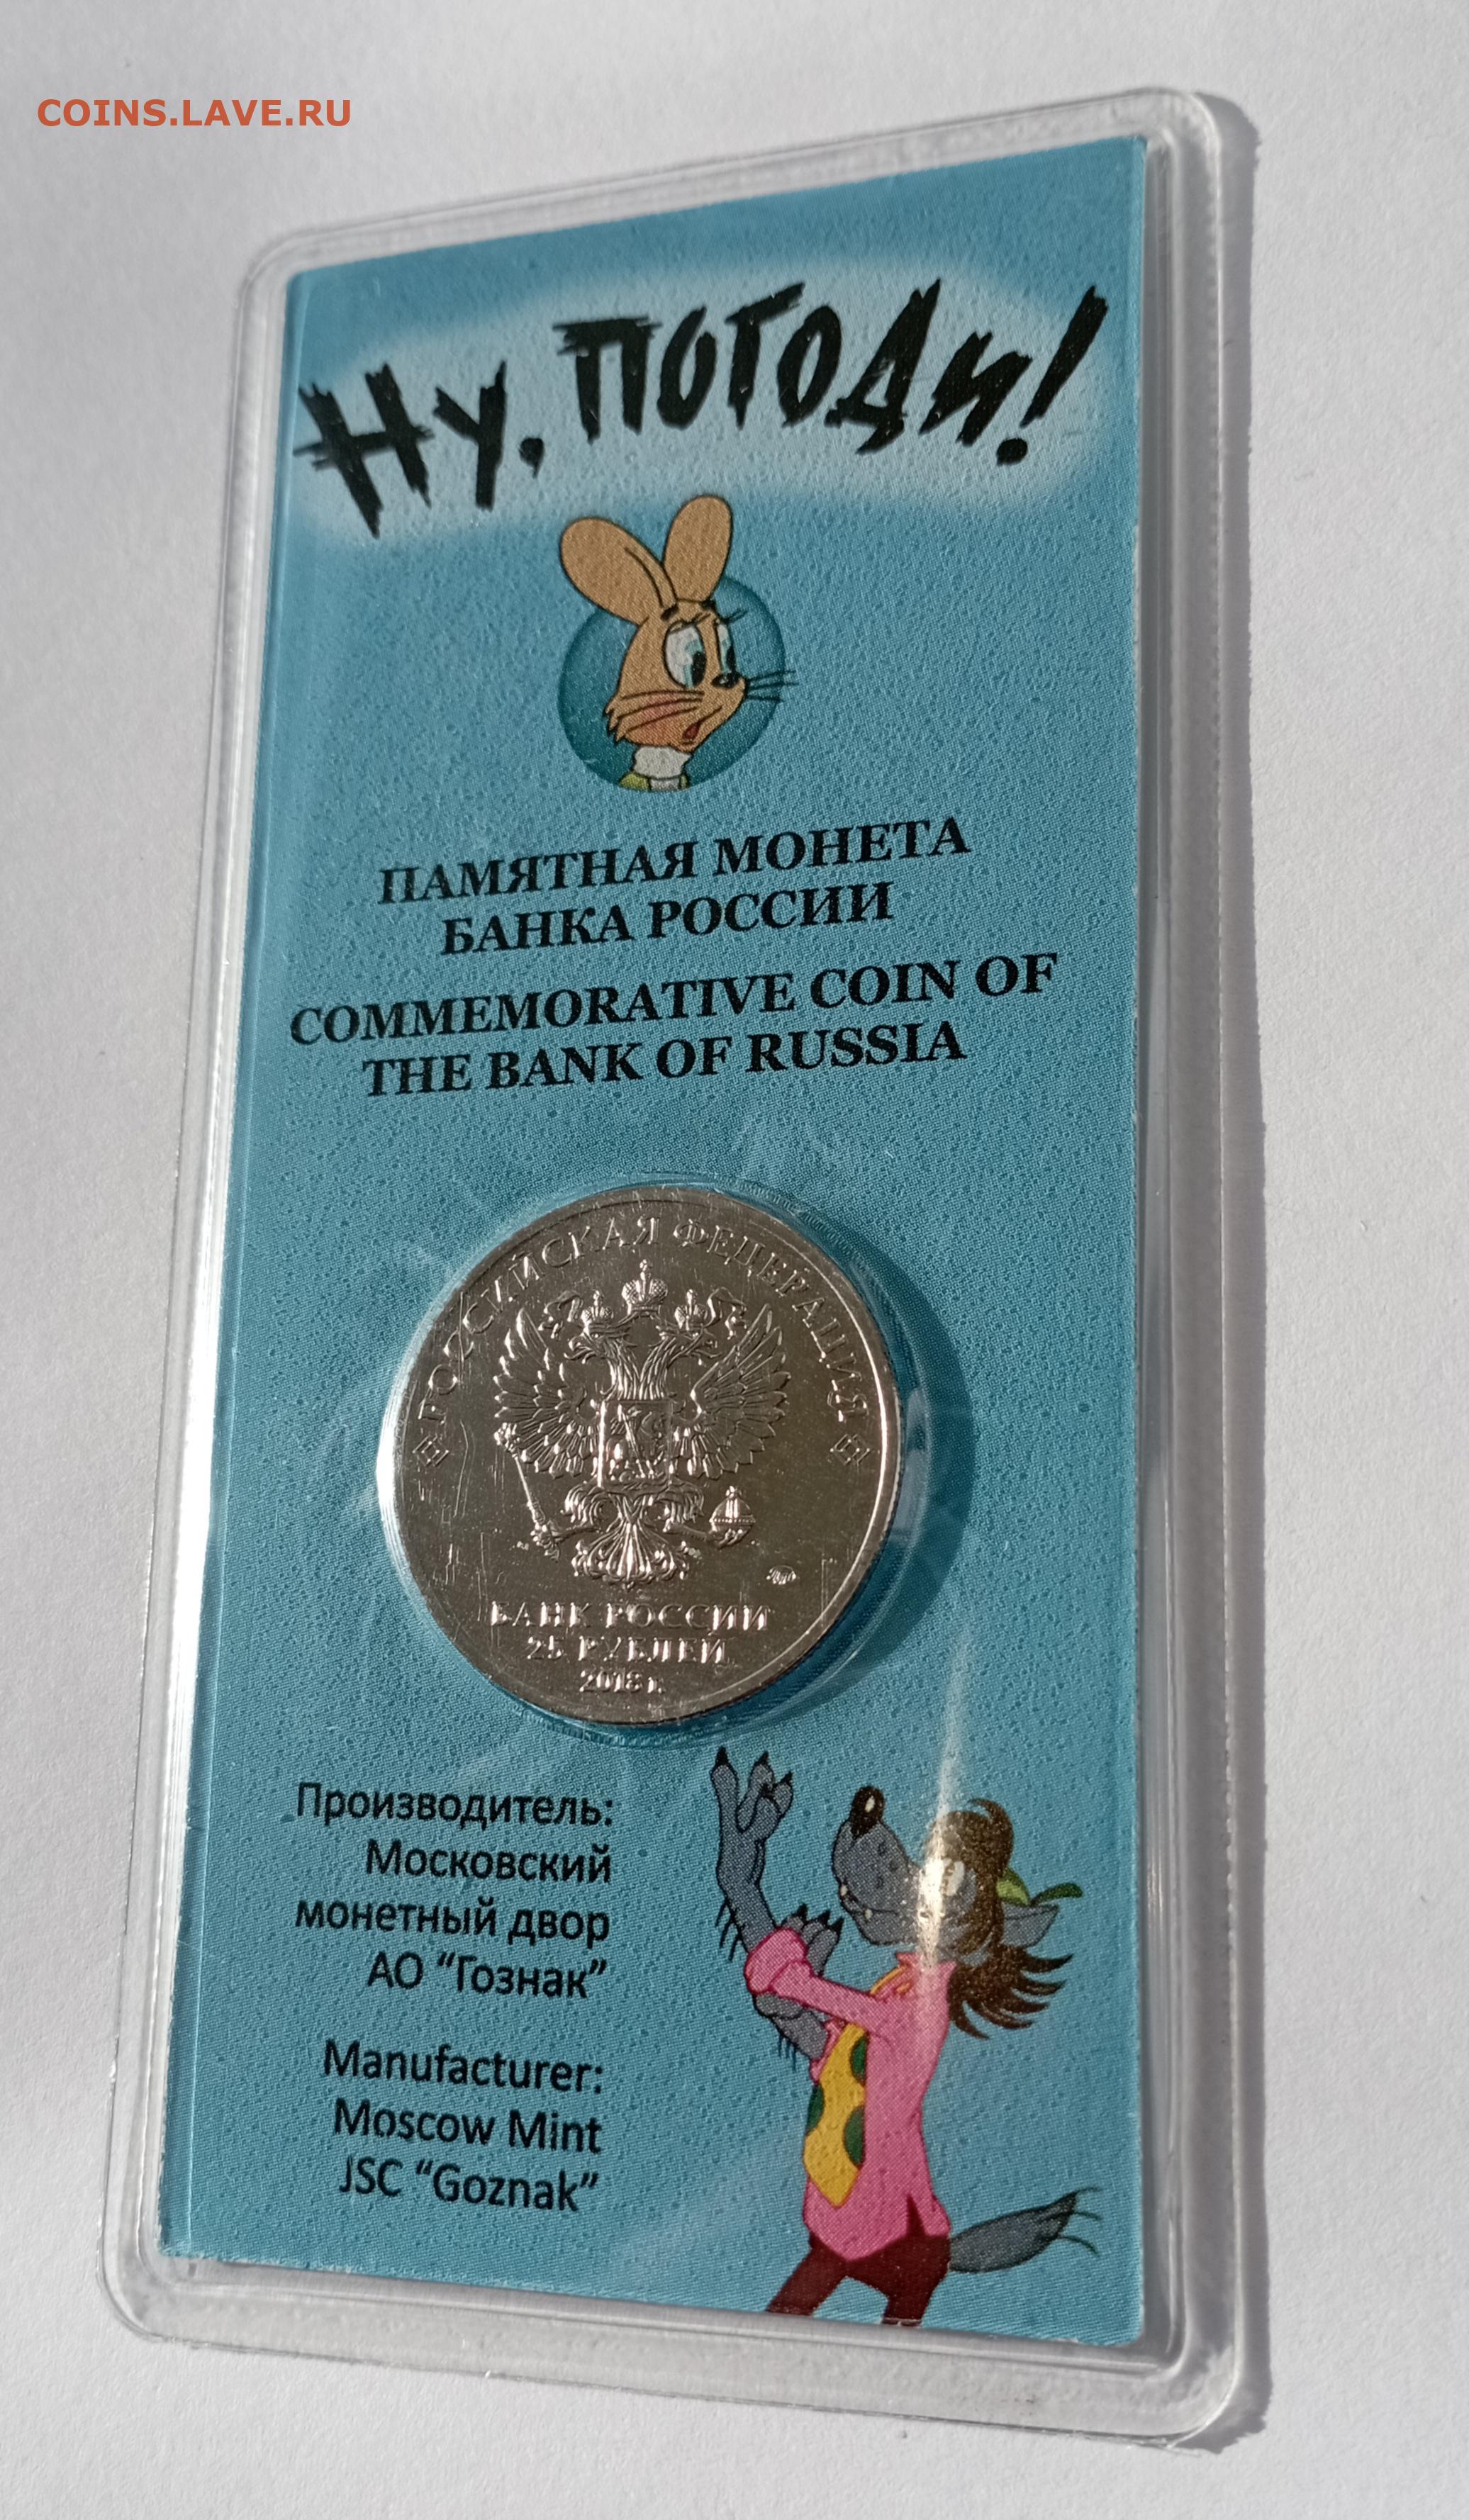 COINS.LAVE.RU
Ну, погоди!
ПАМЯТНАЯ МОНЕТА
БАНКА РОССИИ
COMMEMORATIVE COIN OF
THE BANK OF RUSSIA
РОССИЙСКАЯ ФЕДЕРАЦИЯ
БАНК РОССИИ
25 РУБЛЕЙ
2018 г.
Производитель:
Московский
монетный двор
АО “Гознак”
Manufacturer:
Moscow Mint
JSC “Goznak”